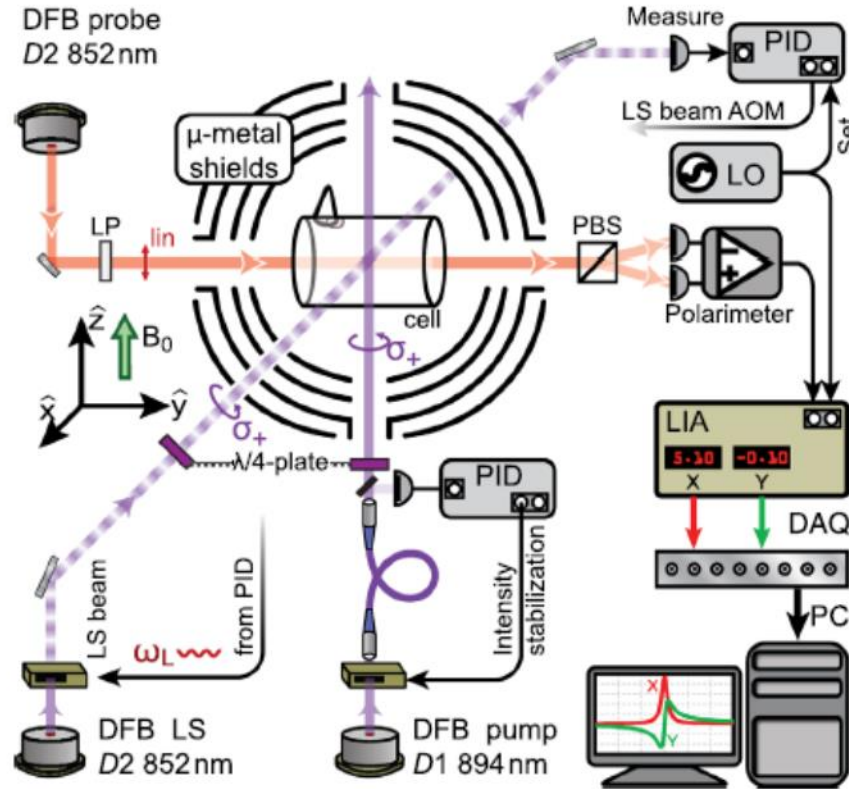 DFB probe
D2 852 nm
Measure
PID
LS beam AOM
Set
μ-metal
shields
LO
LP
lin
PBS
cell
Polarimeter
ẑ
B₀
x̂
ŷ
σ₊
σ₊
λ/4-plate
PID
LIA
5.10
-0.10
X
Y
DAQ
LS beam
from PID
ω_L
Intensity
stabilization
PC
X
Y
DFB LS
D2 852 nm
DFB pump
D1 894 nm